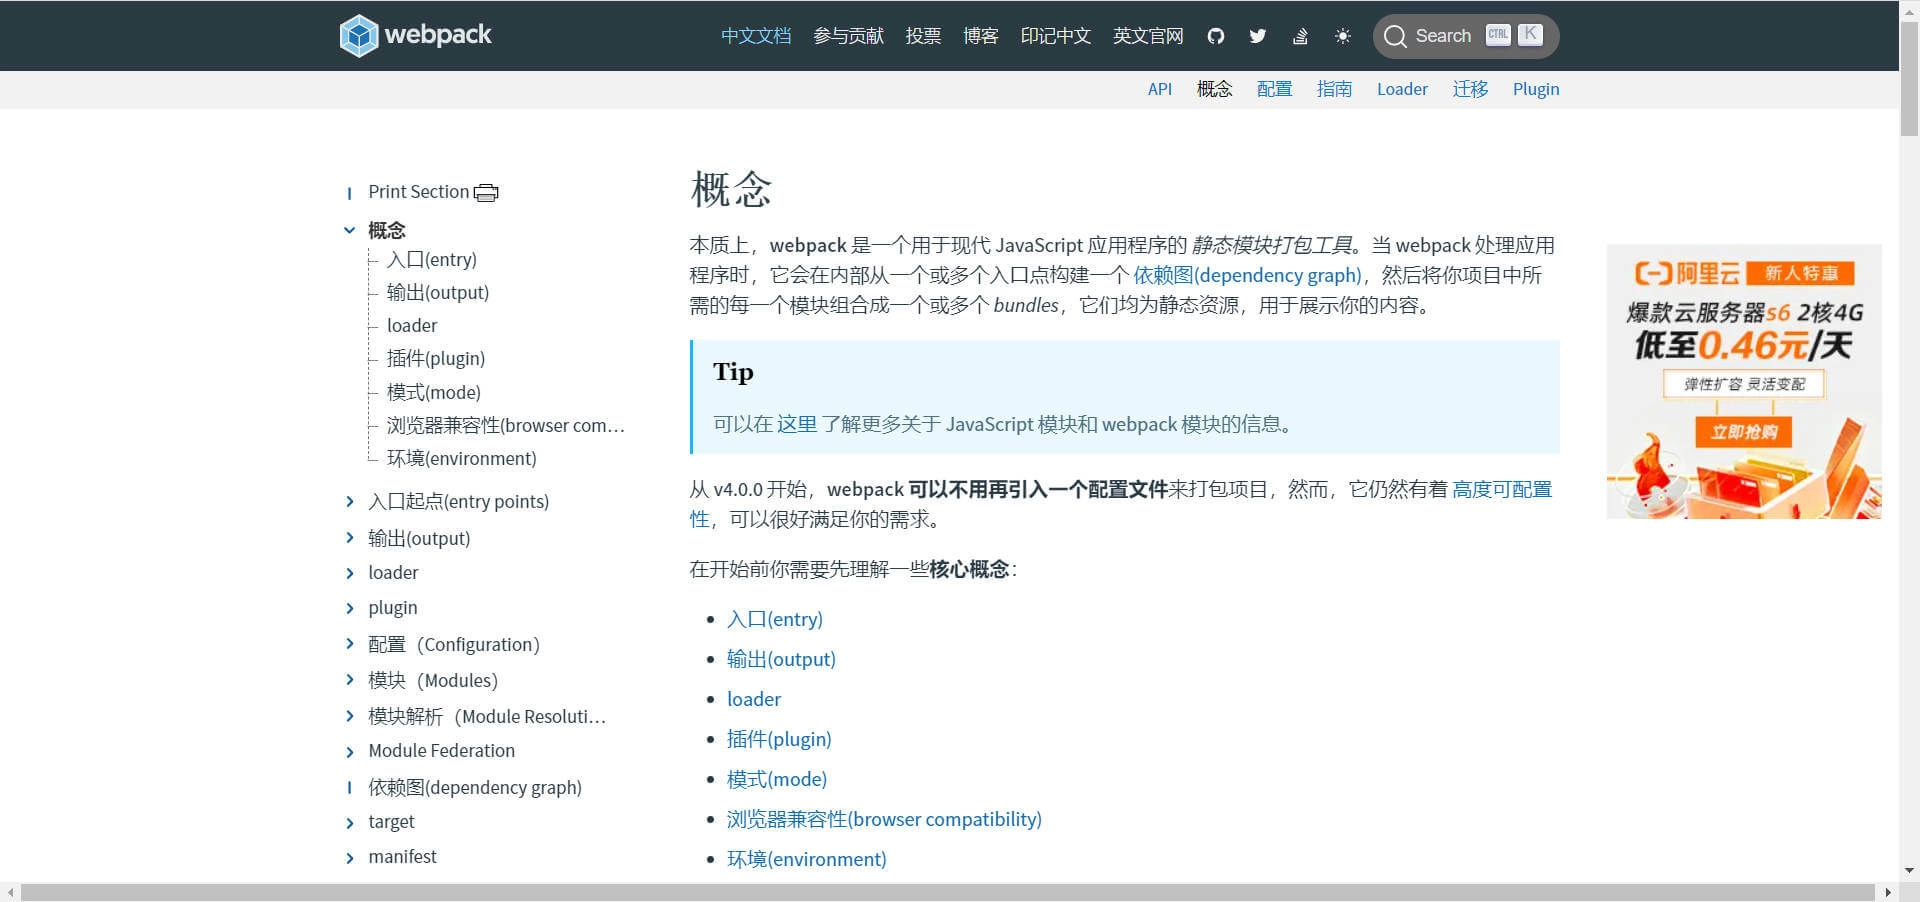 webpack
中文文档 参与贡献 投票 博客 印记中文 英文官网 Search CTRL K
API 概念 配置 指南 Loader 迁移 Plugin
Print Section
概念
入口(entry)
输出(output)
loader
插件(plugin)
模式(mode)
浏览器兼容性(browser com...
环境(environment)
入口起点(entry points)
输出(output)
loader
plugin
配置（Configuration）
模块（Modules）
模块解析（Module Resoluti...
Module Federation
依赖图(dependency graph)
target
manifest
概念
本质上，webpack 是一个用于现代 JavaScript 应用程序的 静态模块打包工具。当 webpack 处理应用
程序时，它会在内部从一个或多个入口点构建一个 依赖图(dependency graph)，然后将你项目中所
需的每一个模块组合成一个或多个 bundles，它们均为静态资源，用于展示你的内容。
Tip
可以在 这里 了解更多关于 JavaScript 模块和 webpack 模块的信息。
从 v4.0.0 开始，webpack 可以不用再引入一个配置文件来打包项目，然而，它仍然有着 高度可配置
性，可以很好满足你的需求。
在开始前你需要先理解一些核心概念：
入口(entry)
输出(output)
loader
插件(plugin)
模式(mode)
浏览器兼容性(browser compatibility)
环境(environment)
阿里云 新人特惠
爆款云服务器s6 2核4G
低至0.46元/天
弹性扩容 灵活变配
立即抢购